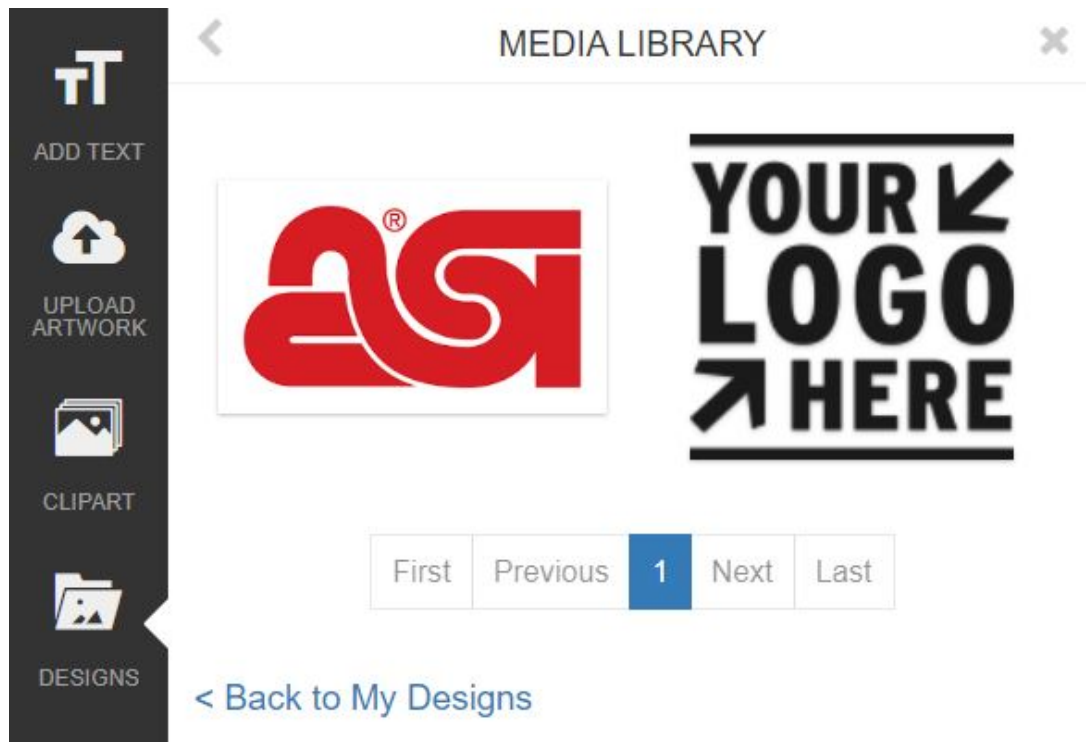 MEDIA LIBRARY
ADD TEXT
UPLOAD
ARTWORK
CLIPART
DESIGNS
asi®
YOUR
LOGO
HERE
First Previous 1 Next Last
< Back to My Designs